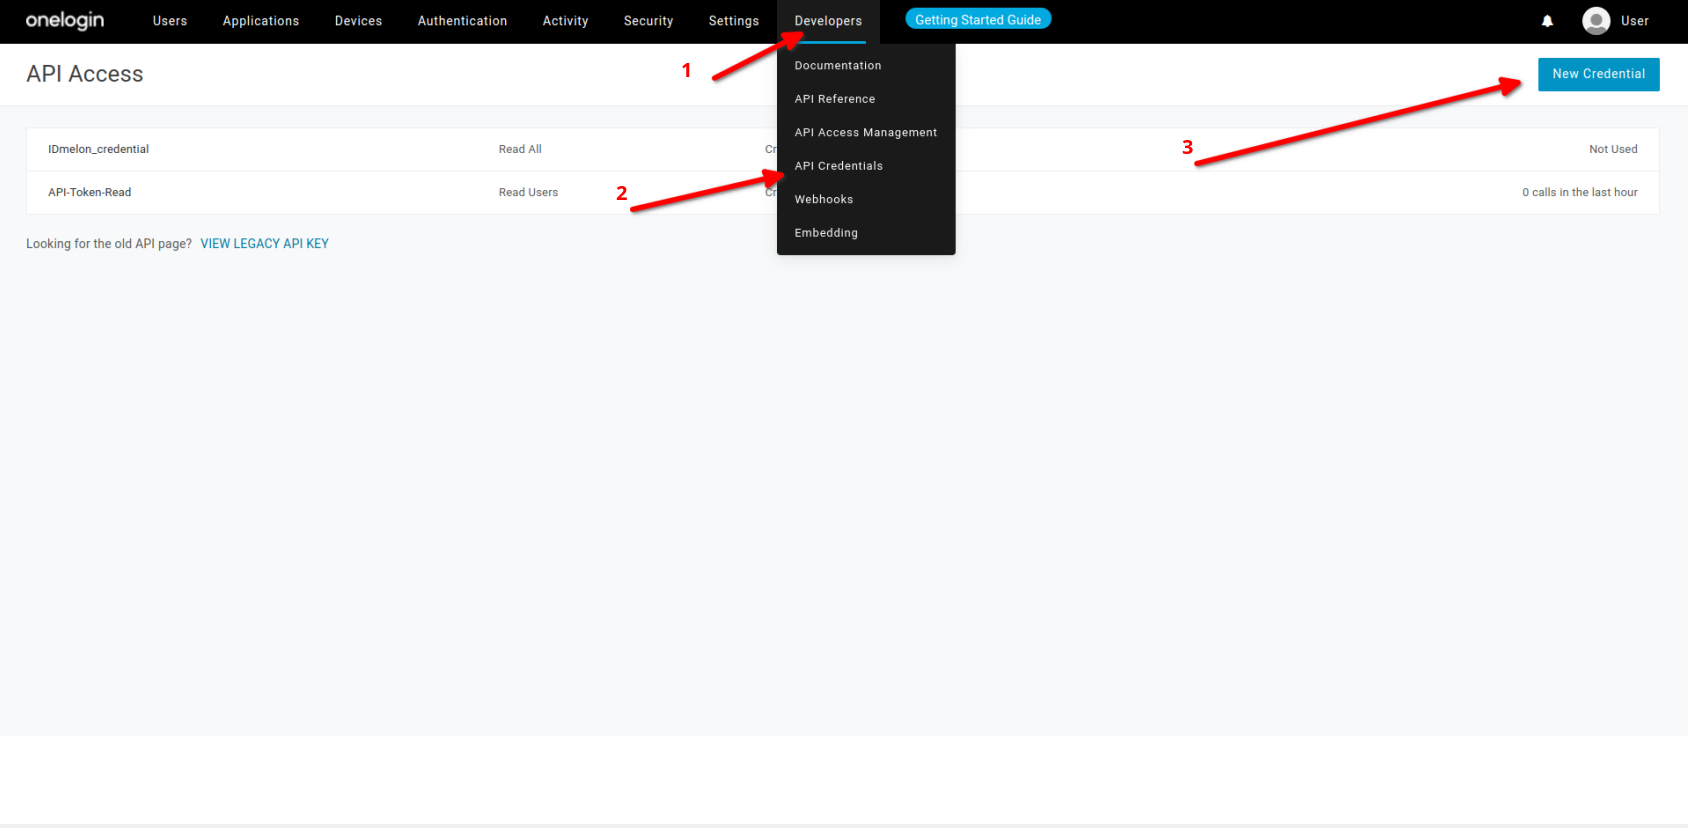 onelogin Users Applications Devices Authentication Activity Security Settings Developers Getting Started Guide User
1
Documentation
API Access
New Credential
API Reference
API Access Management
3
IDmelon_credential Read All Cr Not Used
API Credentials
2
API-Token-Read Read Users Cr 0 calls in the last hour
Webhooks
Embedding
Looking for the old API page? VIEW LEGACY API KEY